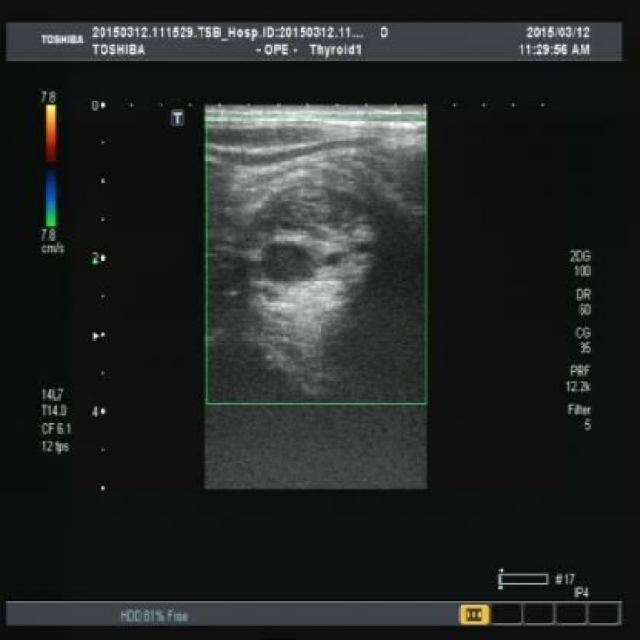 TOSHIBA
20150312.111529.TSB_Hosp.ID:20150312.11... D 2015/03/12
TOSHIBA - OPE - Thyroid1 11:29:56 AM
7.8
0
T
7.8
cm/s
2
2DG
100
DR
60
CG
35
PRF
12.2k
14L7
T14.0
4
Filter
CF 6.1
5
12 fps
#17
IP4
HDD 81% Free